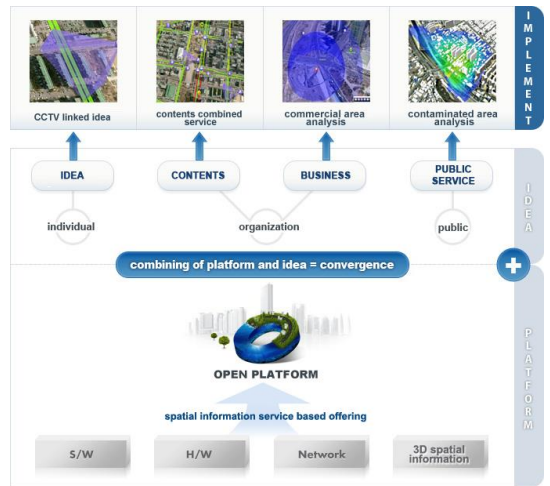 CCTV linked idea
contents combined
service
commercial area
analysis
contaminated area
analysis
IMPLEMENT
IDEA
CONTENTS
BUSINESS
PUBLIC
SERVICE
individual
organization
public
IDEA
combining of platform and idea = convergence
+
OPEN PLATFORM
spatial information service based offering
S/W
H/W
Network
3D spatial
information
PLATFORM